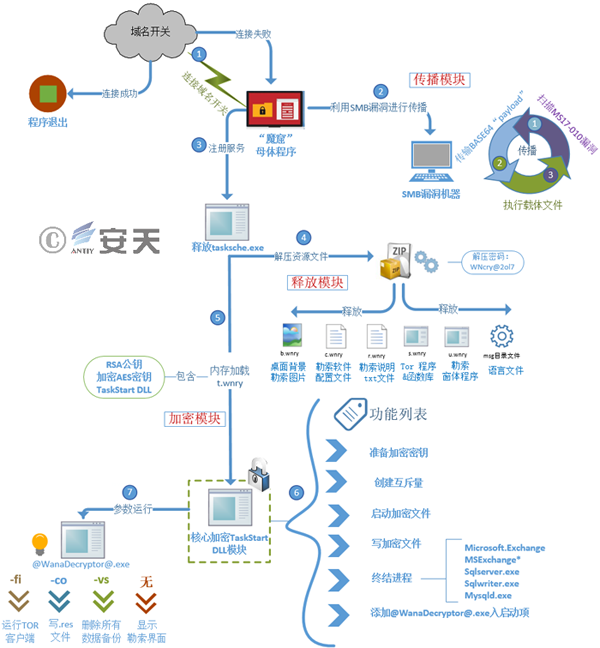 域名开关
连接失败
1
连接域名开关
连接成功
程序退出
2
利用SMB漏洞进行传播
传播模块
“魔窟”
母体程序
3
注册服务
SMB漏洞机器
扫描MS17-010漏洞
传输BASE64“payload”
执行载体文件
1
2
3
传播
释放tasksche.exe
© ANTIY 安天
4
解压资源文件
ZIP
ZIP
解压密码：
WNcry@2ol7
释放模块
释放
释放
b.wnry
桌面背景
勒索图片
c.wnry
勒索软件
配置文件
r.wnry
勒索说明
txt文件
s.wnry
Tor 程序
&函数库
u.wnry
勒索
窗体程序
msg目录文件
语言文件
5
RSA公钥
加密AES密钥
TaskStart DLL
包含
内存加载
t.wnry
加密模块
功能列表
6
准备加密密钥
创建互斥量
启动加密文件
写加密文件
终结进程
Microsoft.Exchange
MSExchange*
Sqlserver.exe
Sqlwriter.exe
Mysqld.exe
添加@WanaDecryptor@.exe入启动项
核心加密TaskStart
DLL模块
7
参数运行
@WanaDecryptor@.exe
-fi
运行TOR
客户端
-co
写.res
文件
-vs
删除所有
数据备份
无
显示
勒索界面